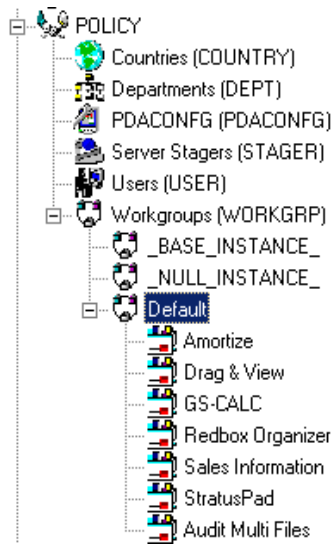 POLICY
Countries (COUNTRY)
Departments (DEPT)
PDACONFG (PDACONFG)
Server Stagers (STAGER)
Users (USER)
Workgroups (WORKGRP)
_BASE_INSTANCE_
_NULL_INSTANCE_
Default
Amortize
Drag & View
GS-CALC
Redbox Organizer
Sales Information
StratusPad
Audit Multi Files